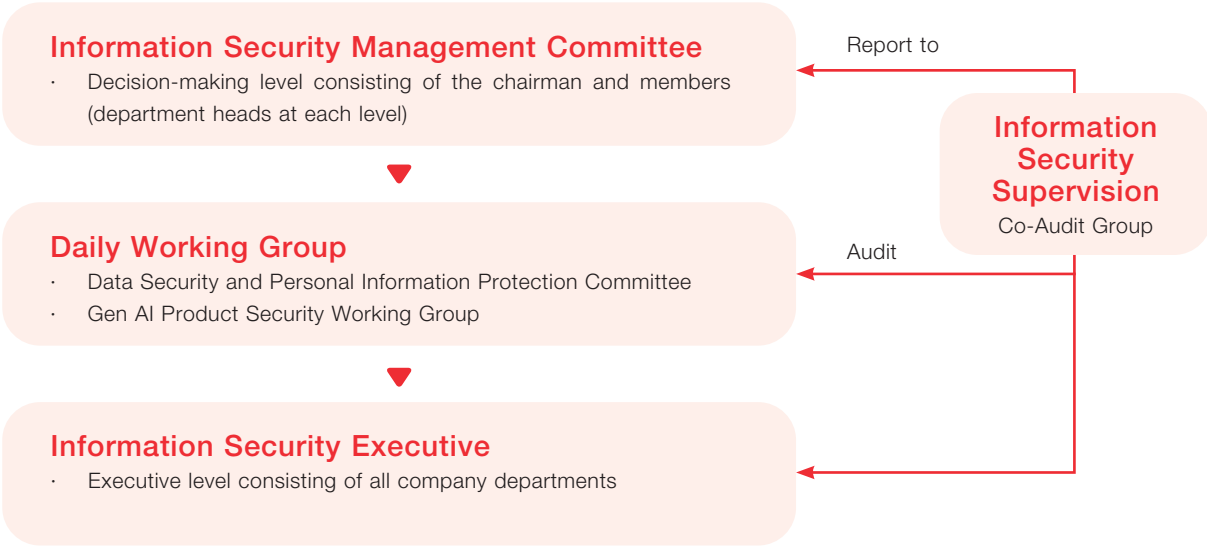 Information Security Management Committee
· Decision-making level consisting of the chairman and members
(department heads at each level)
Report to
Information
Security
Supervision
Co-Audit Group
Daily Working Group
· Data Security and Personal Information Protection Committee
· Gen AI Product Security Working Group
Audit
Information Security Executive
· Executive level consisting of all company departments